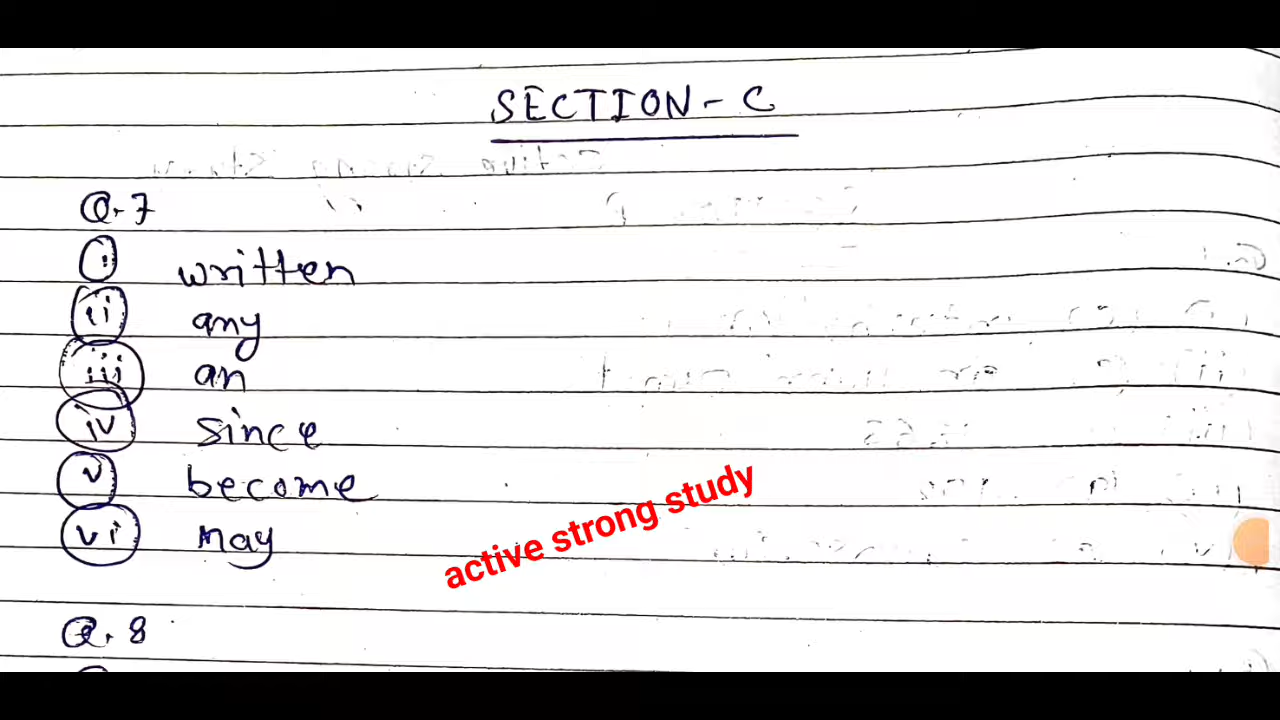 SECTION - C
Q. 7
i written
ii any
iii an
iv since
v become
vi may
active strong study
Q. 8